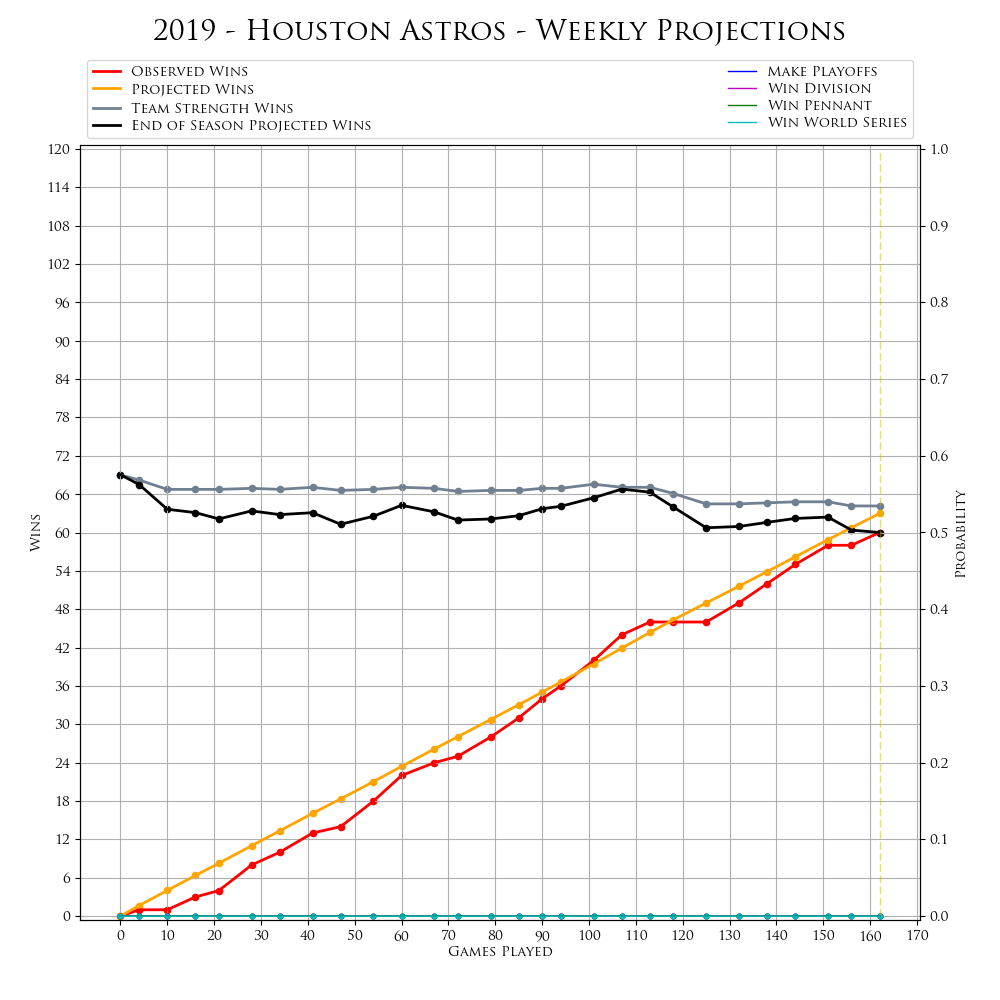 2019 - Houston Astros - Weekly Projections
Observed Wins
Projected Wins
Team Strength Wins
End of Season Projected Wins
Make Playoffs
Win Division
Win Pennant
Win World Series
120
114
108
102
96
90
84
78
72
66
60
54
48
42
36
30
24
18
12
6
0
Wins
1.0
0.9
0.8
0.7
0.6
0.5
0.4
0.3
0.2
0.1
0.0
Probability
0 10 20 30 40 50 60 70 80 90 100 110 120 130 140 150 160 170
Games Played